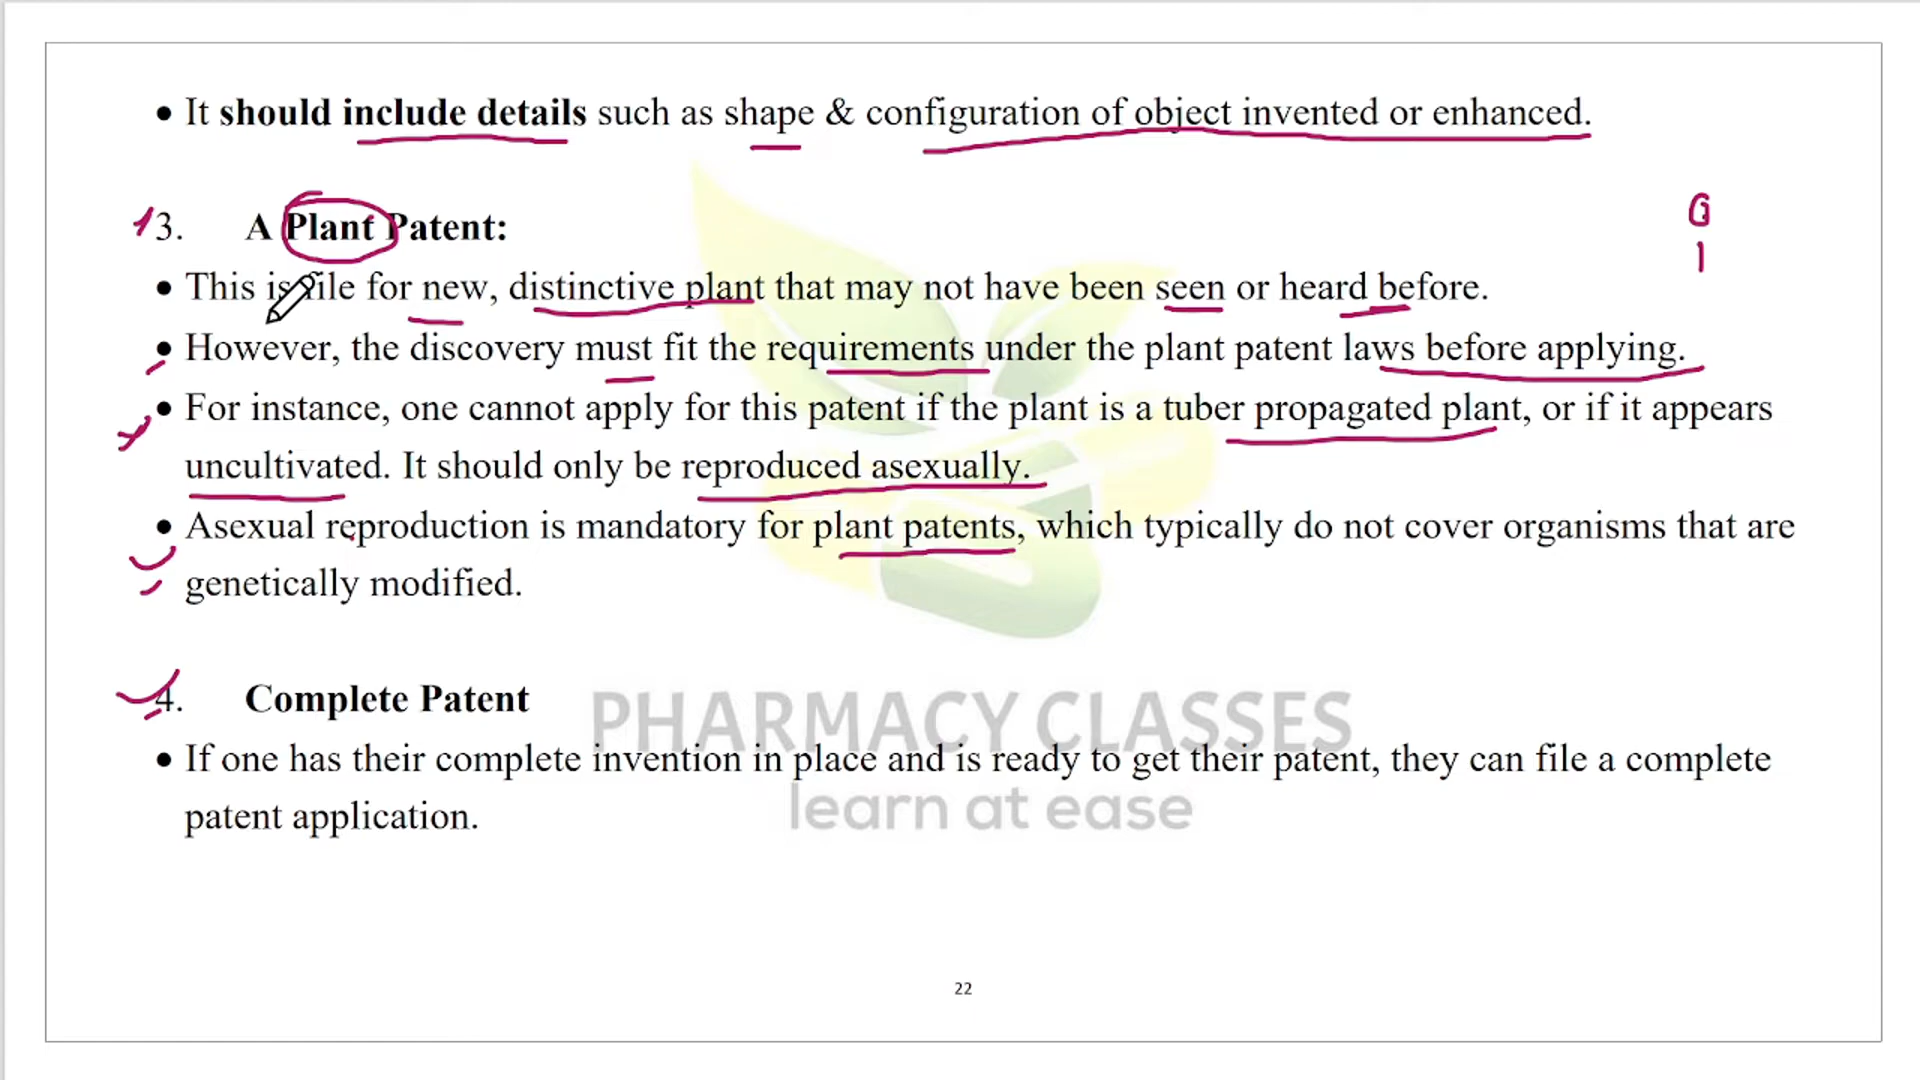 • It should include details such as shape & configuration of object invented or enhanced.
3. A Plant Patent:
• This is file for new, distinctive plant that may not have been seen or heard before.
• However, the discovery must fit the requirements under the plant patent laws before applying.
• For instance, one cannot apply for this patent if the plant is a tuber propagated plant, or if it appears
uncultivated. It should only be reproduced asexually.
• Asexual reproduction is mandatory for plant patents, which typically do not cover organisms that are
genetically modified.
4. Complete Patent
PHARMACY CLASSES
• If one has their complete invention in place and is ready to get their patent, they can file a complete
patent application.
learn at ease
22